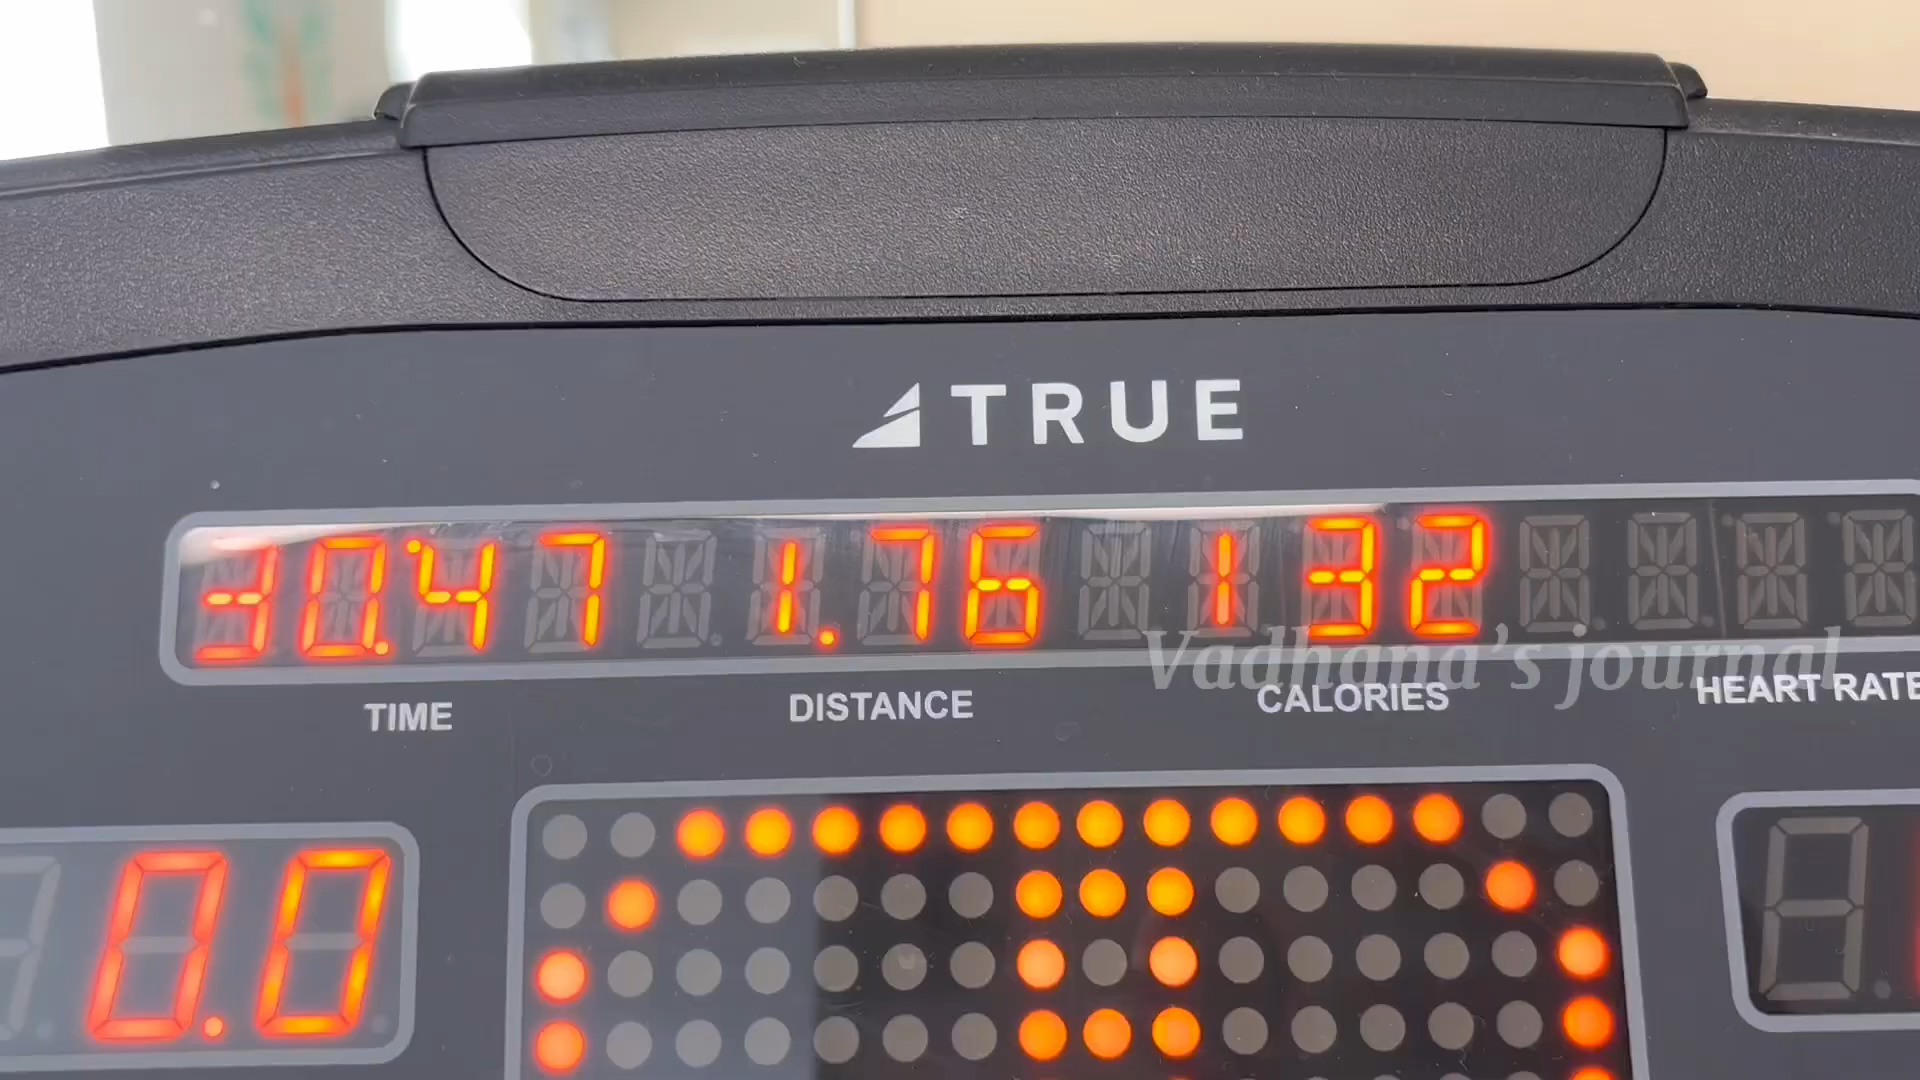 TRUE
30:47 1.76 132
TIME DISTANCE CALORIES HEART RATE
Vadhana's journal
0.0